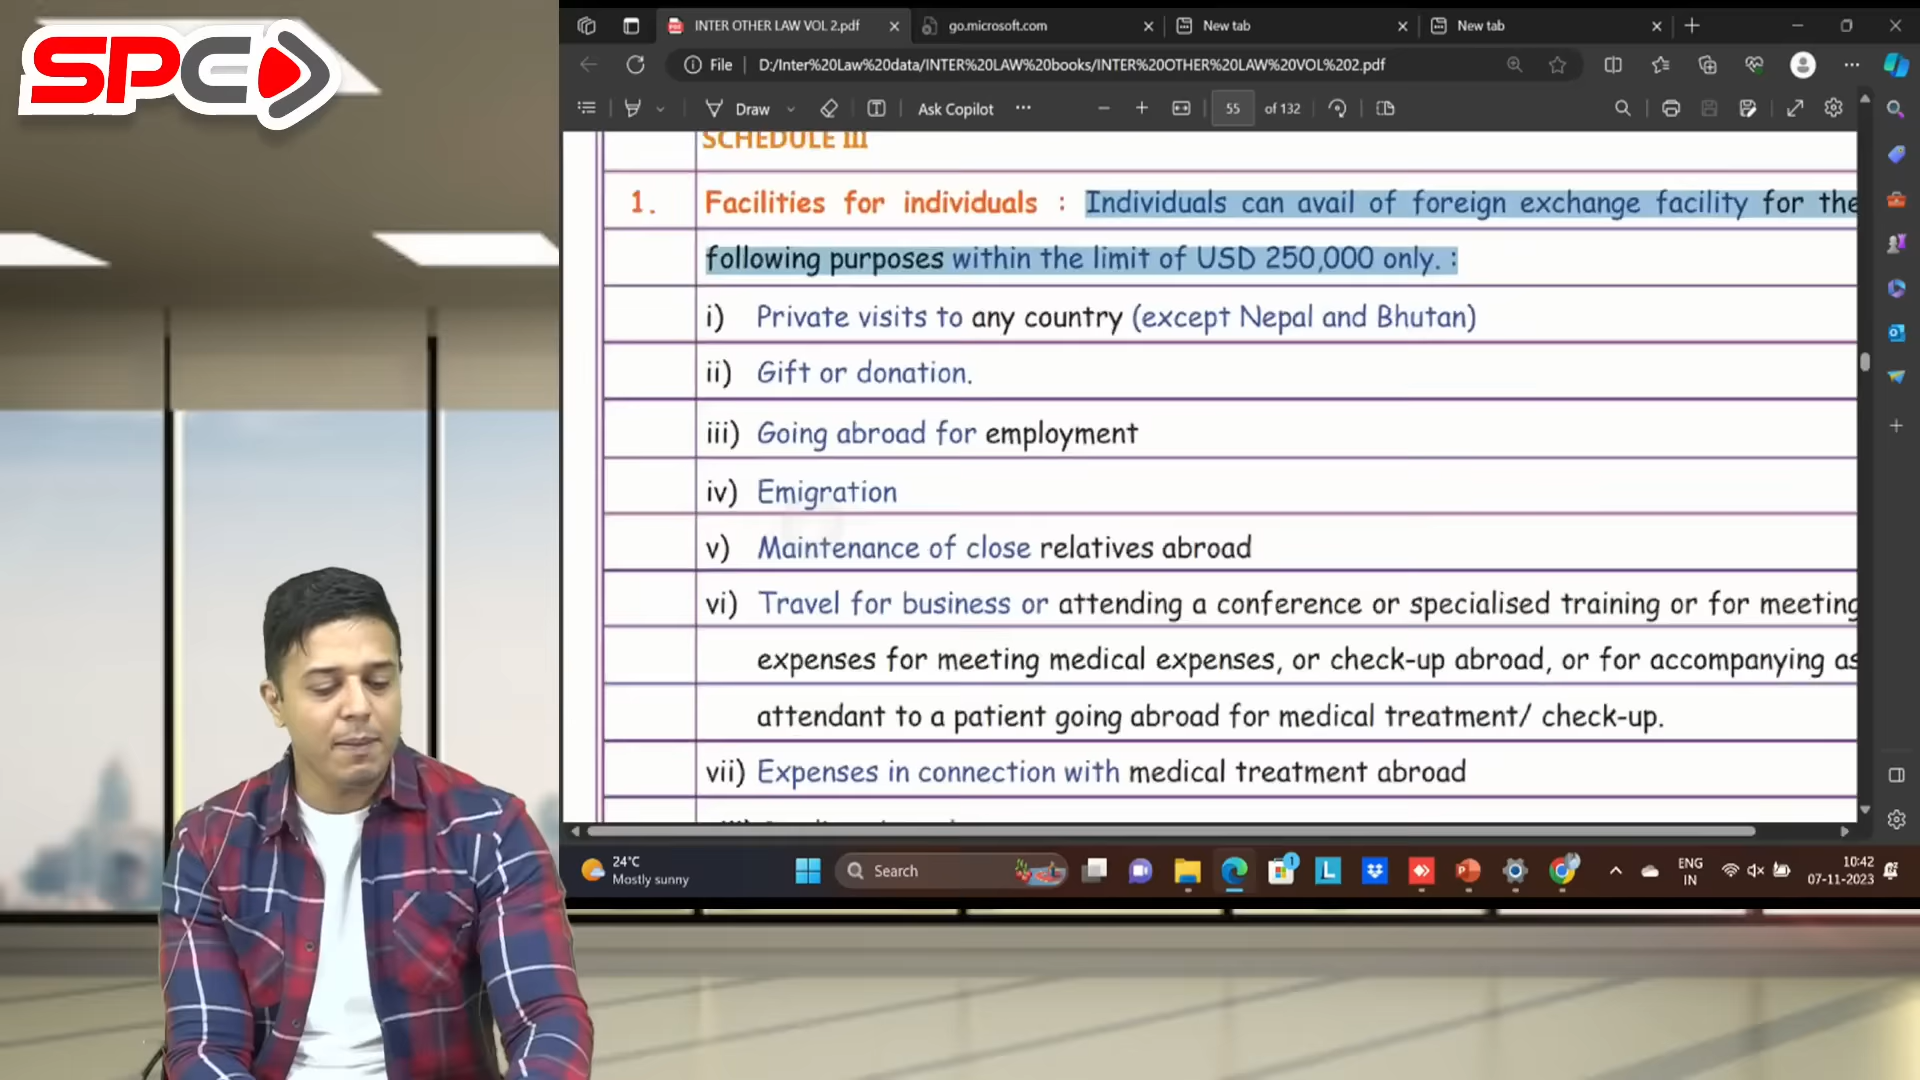 SPEC
INTER OTHER LAW VOL 2.pdf
go.microsoft.com
New tab
New tab
File
D:/Inter%20Law%20data/INTER%20LAW%20books/INTER%20OTHER%20LAW%20VOL%202.pdf
Draw
Ask Copilot
55
of 132
SCHEDULE III
1. Facilities for individuals : Individuals can avail of foreign exchange facility for the
following purposes within the limit of USD 250,000 only. :
i) Private visits to any country (except Nepal and Bhutan)
ii) Gift or donation.
iii) Going abroad for employment
iv) Emigration
v) Maintenance of close relatives abroad
vi) Travel for business or attending a conference or specialised training or for meeting
expenses for meeting medical expenses, or check-up abroad, or for accompanying as
attendant to a patient going abroad for medical treatment/ check-up.
vii) Expenses in connection with medical treatment abroad
24°C
Mostly sunny
Search
1
L
ENG
IN
10:42
07-11-2023